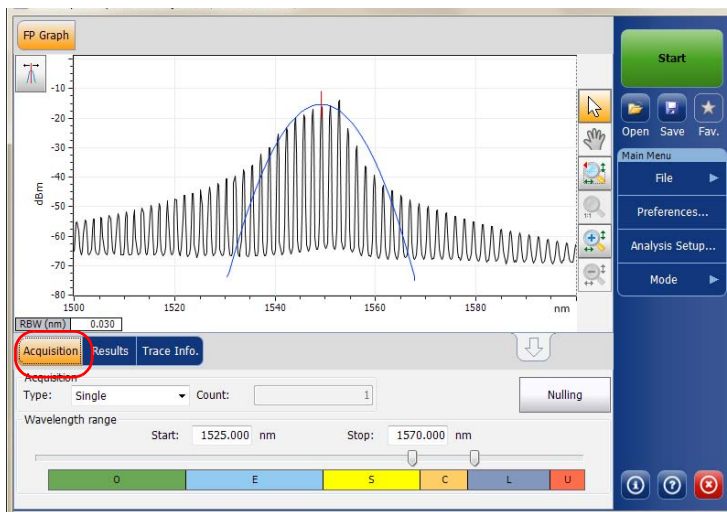 FP Graph
Start
-10
-20
-30
-40
-50
-60
-70
-80
dBm
1500 1520 1540 1560 1580 nm
RBW (nm) 0.030
Open Save Fav.
Main Menu
File
Preferences...
Analysis Setup...
Mode
1:1
Acquisition Results Trace Info.
Acquisition
Type: Single Count: 1 Nulling
Wavelength range
Start: 1525.000 nm Stop: 1570.000 nm
O E S C L U